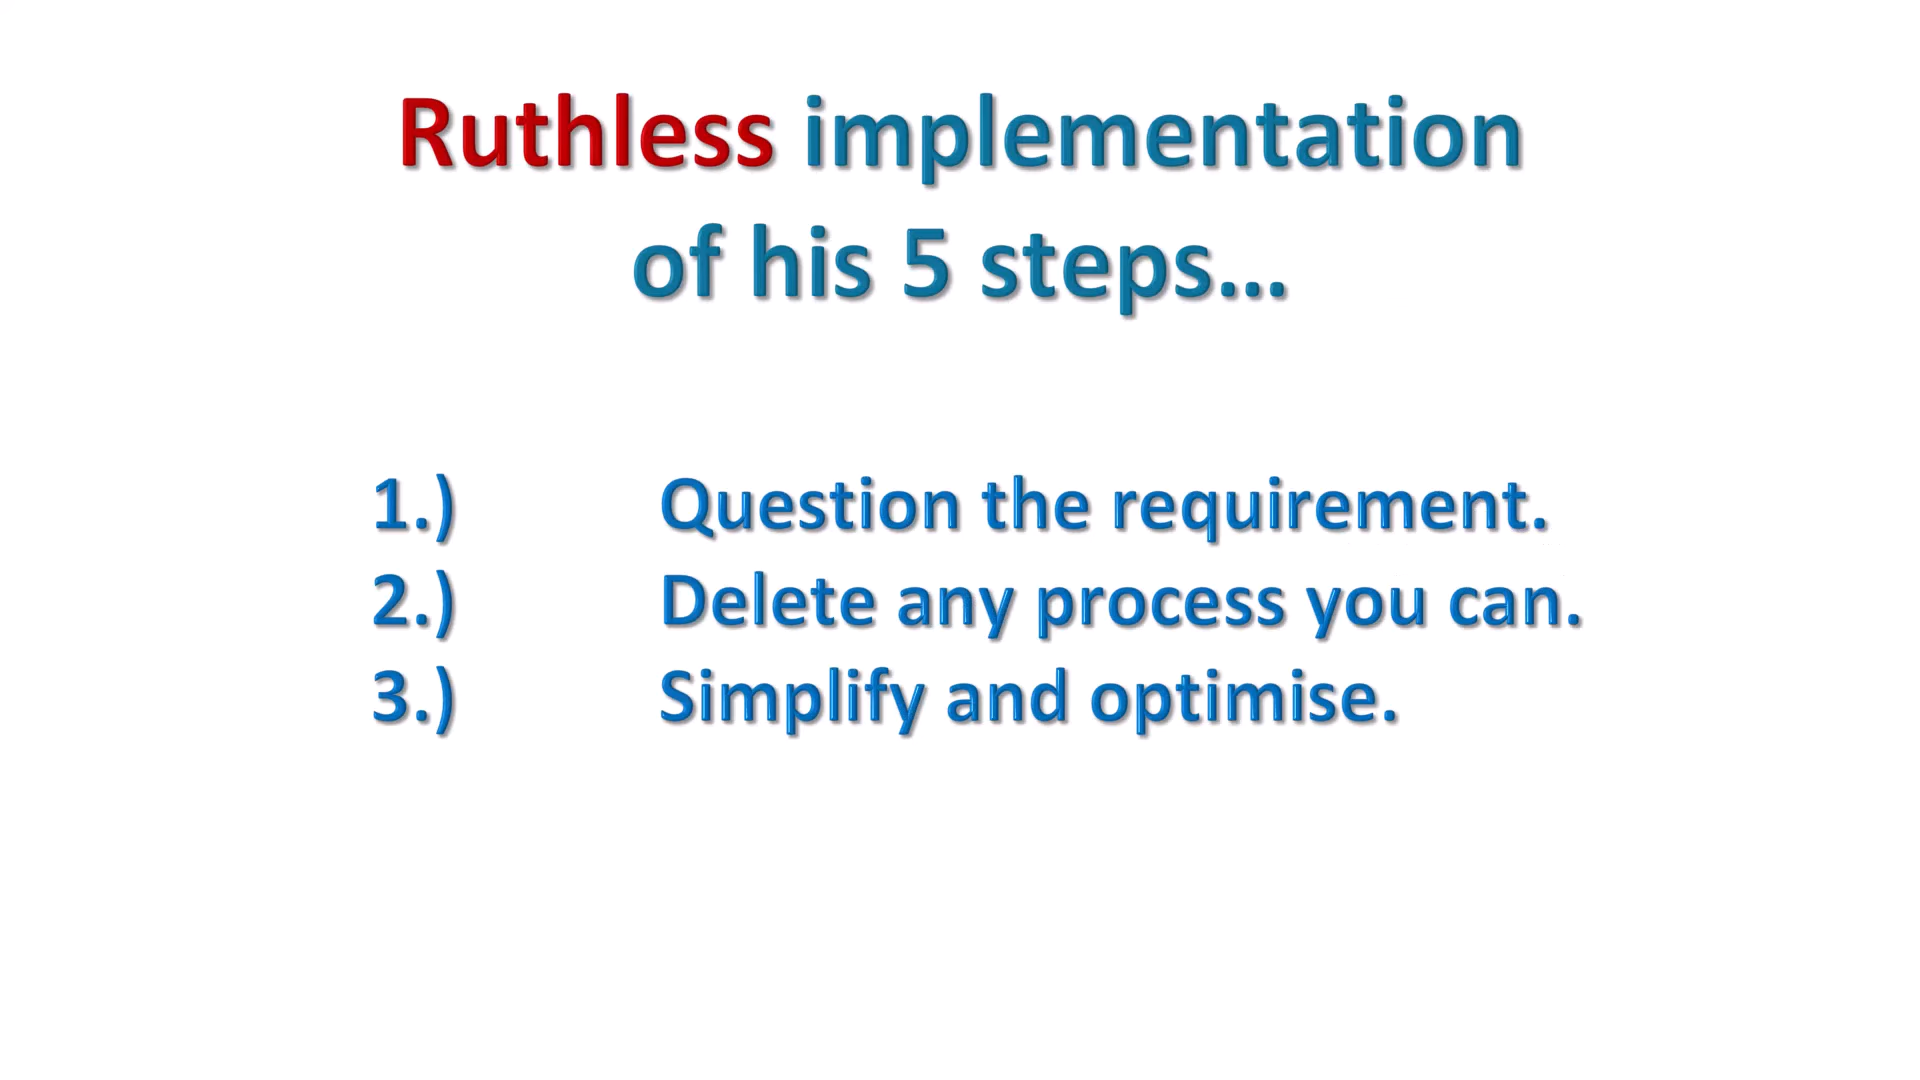 Ruthless implementation
of his 5 steps...
1.) Question the requirement.
2.) Delete any process you can.
3.) Simplify and optimise.